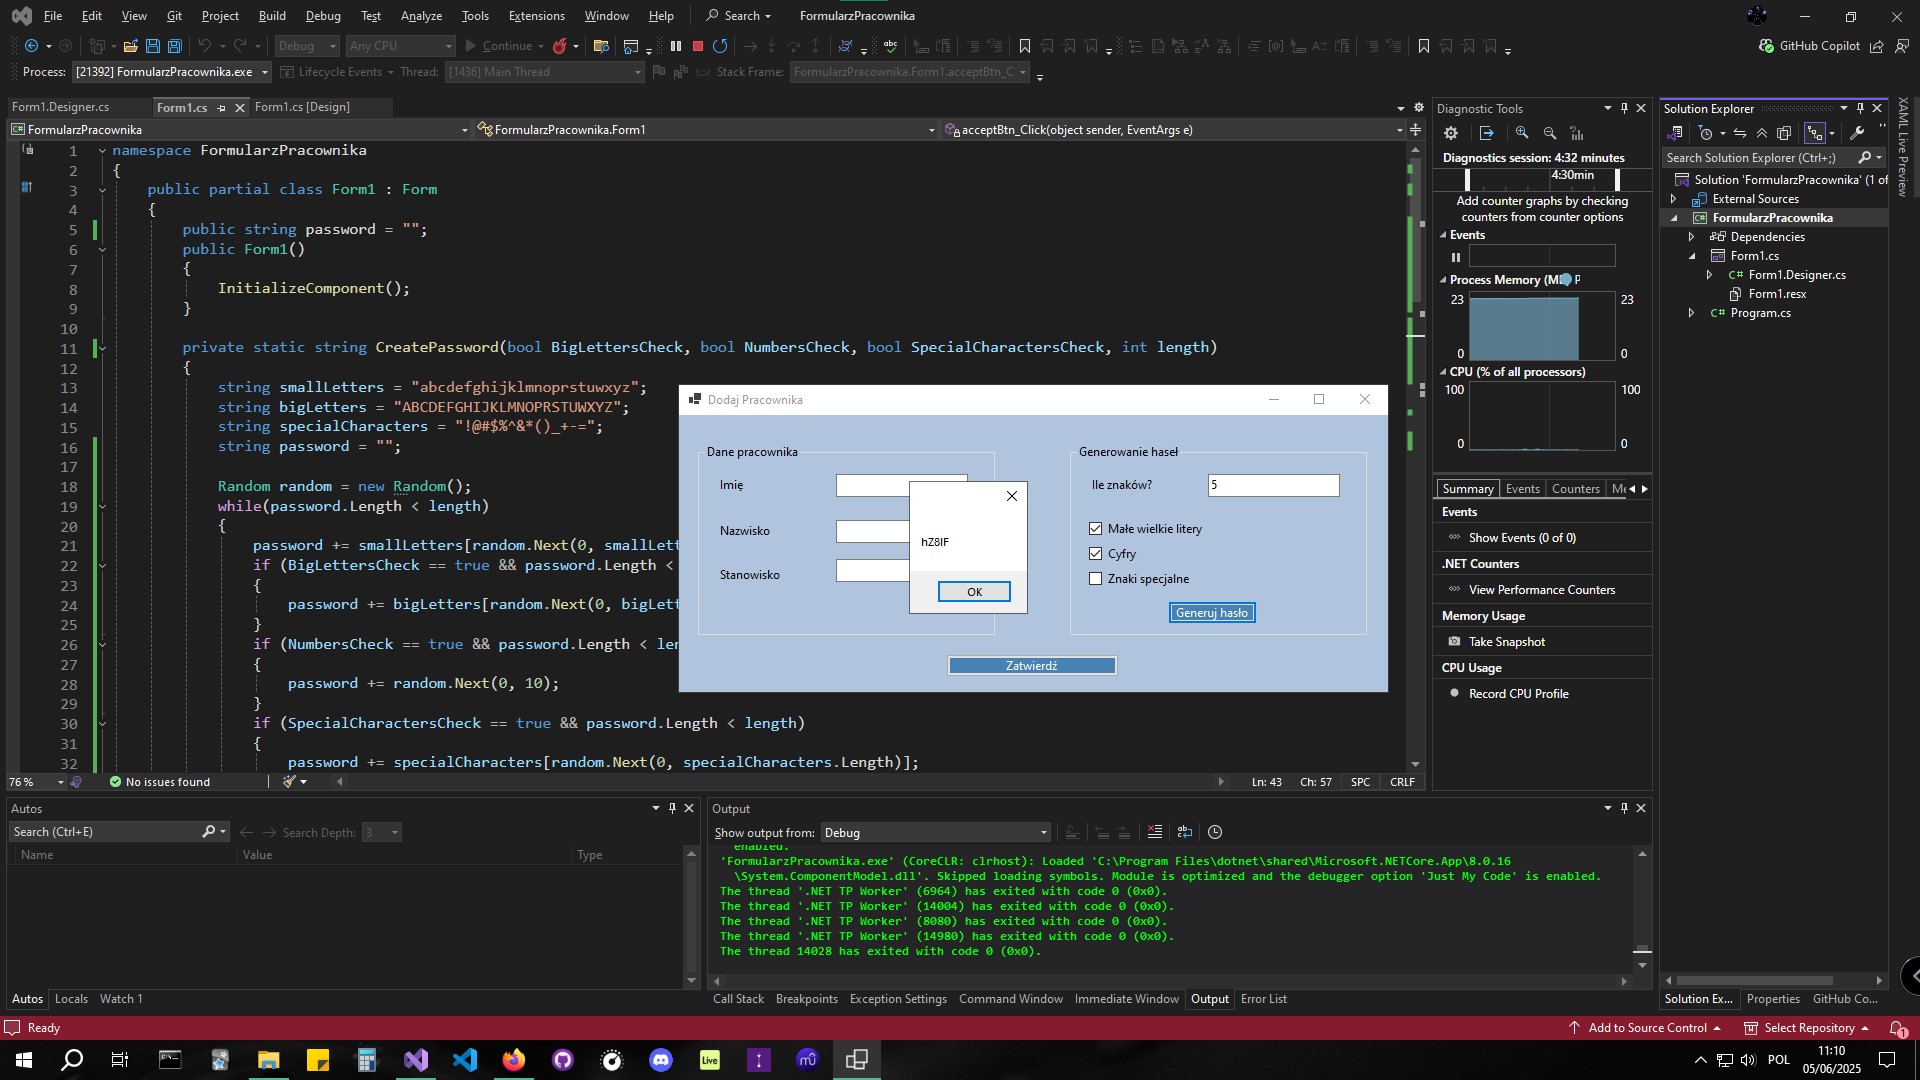 File Edit View Git Project Build Debug Test Analyze Tools Extensions Window Help Search FormularzPracownika
Debug Any CPU Continue GitHub Copilot
Process: [21392] FormularzPracownika.exe Lifecycle Events Thread: [1436] Main Thread Stack Frame: FormularzPracownika.Form1.acceptBtn_C
Form1.Designer.cs Form1.cs Form1.cs [Design]
FormularzPracownika FormularzPracownika.Form1 acceptBtn_Click(object sender, EventArgs e)
1 namespace FormularzPracownika
2 {
3 public partial class Form1 : Form
4 {
5 public string password = "";
6 public Form1()
7 {
8 InitializeComponent();
9 }
10
11 private static string CreatePassword(bool BigLettersCheck, bool NumbersCheck, bool SpecialCharactersCheck, int length)
12 {
13 string smallLetters = "abcdefghijklmnoprstuwxyz";
14 string bigLetters = "ABCDEFGHIJKLMNOPRSTUWXYZ";
15 string specialCharacters = "!@#$%^&*()_+-=";
16 string password = "";
17
18 Random random = new Random();
19 while(password.Length < length)
20 {
21 password += smallLetters[random.Next(0, smallLett
22 if (BigLettersCheck == true && password.Length <
23 {
24 password += bigLetters[random.Next(0, bigLett
25 }
26 if (NumbersCheck == true && password.Length < len
27 {
28 password += random.Next(0, 10);
29 }
30 if (SpecialCharactersCheck == true && password.Length < length)
31 {
32 password += specialCharacters[random.Next(0, specialCharacters.Length)];
76 % No issues found Ln: 43 Ch: 57 SPC CRLF
Dodaj Pracownika
Dane pracownika
Imię
Nazwisko
Stanowisko
Generowanie haseł
Ile znaków? 5
Małe wielkie litery
Cyfry
Znaki specjalne
Generuj hasło
Zatwierdź
hZ8lF
OK
Diagnostic Tools
Diagnostics session: 4:32 minutes
4:30min
Add counter graphs by checking
counters from counter options
Events
Process Memory (M P
23 23
0 0
CPU (% of all processors)
100 100
0 0
Summary Events Counters Me
Events
Show Events (0 of 0)
.NET Counters
View Performance Counters
Memory Usage
Take Snapshot
CPU Usage
Record CPU Profile
Solution Explorer
Search Solution Explorer (Ctrl+;)
Solution 'FormularzPracownika' (1 of
External Sources
FormularzPracownika
Dependencies
Form1.cs
Form1.Designer.cs
Form1.resx
Program.cs
XAML Live Preview
Autos
Search (Ctrl+E) Search Depth: 3
Name Value Type
Autos Locals Watch 1
Output
Show output from: Debug
enabled.
'FormularzPracownika.exe' (CoreCLR: clrhost): Loaded 'C:\Program Files\dotnet\shared\Microsoft.NETCore.App\8.0.16
\System.ComponentModel.dll'. Skipped loading symbols. Module is optimized and the debugger option 'Just My Code' is enabled.
The thread '.NET TP Worker' (6964) has exited with code 0 (0x0).
The thread '.NET TP Worker' (14004) has exited with code 0 (0x0).
The thread '.NET TP Worker' (8080) has exited with code 0 (0x0).
The thread '.NET TP Worker' (14980) has exited with code 0 (0x0).
The thread 14028 has exited with code 0 (0x0).
Call Stack Breakpoints Exception Settings Command Window Immediate Window Output Error List
Solution Ex... Properties GitHub Co...
Ready Add to Source Control Select Repository 1
Live POL 11:10
05/06/2025